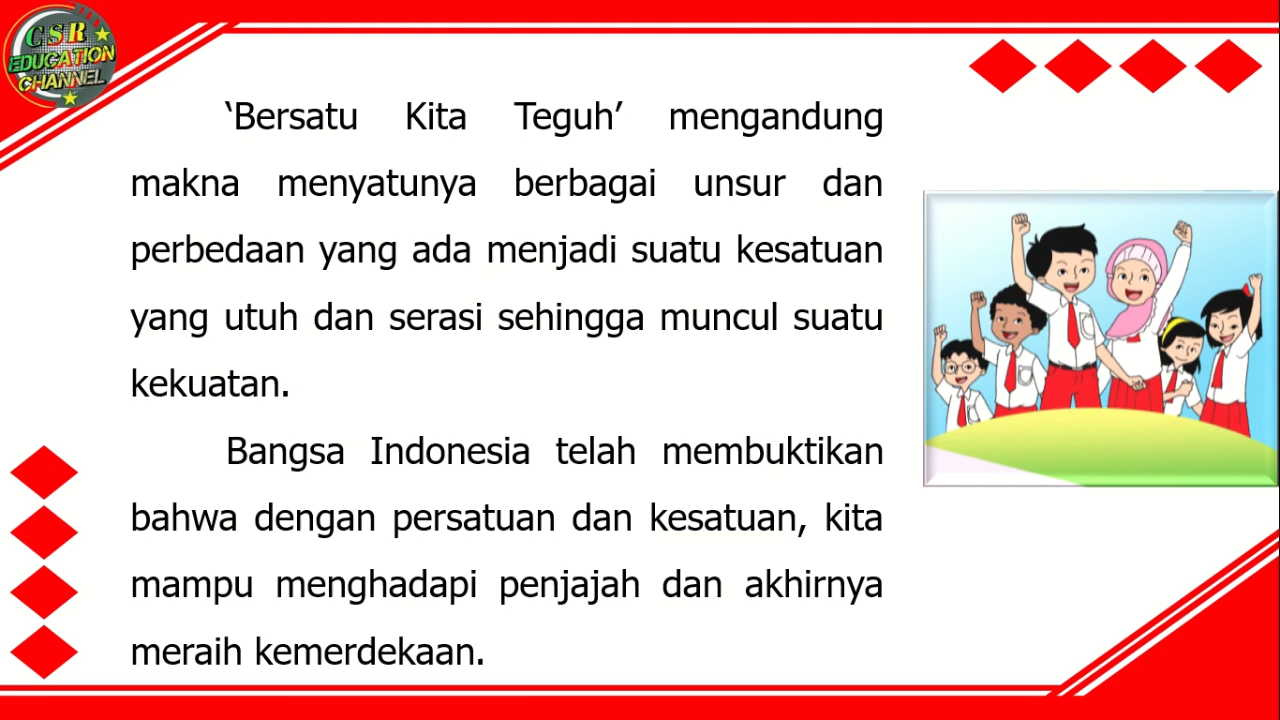 CSR
EDUCATION
CHANNEL
‘Bersatu Kita Teguh’ mengandung
makna menyatunya berbagai unsur dan
perbedaan yang ada menjadi suatu kesatuan
yang utuh dan serasi sehingga muncul suatu
kekuatan.
Bangsa Indonesia telah membuktikan
bahwa dengan persatuan dan kesatuan, kita
mampu menghadapi penjajah dan akhirnya
meraih kemerdekaan.